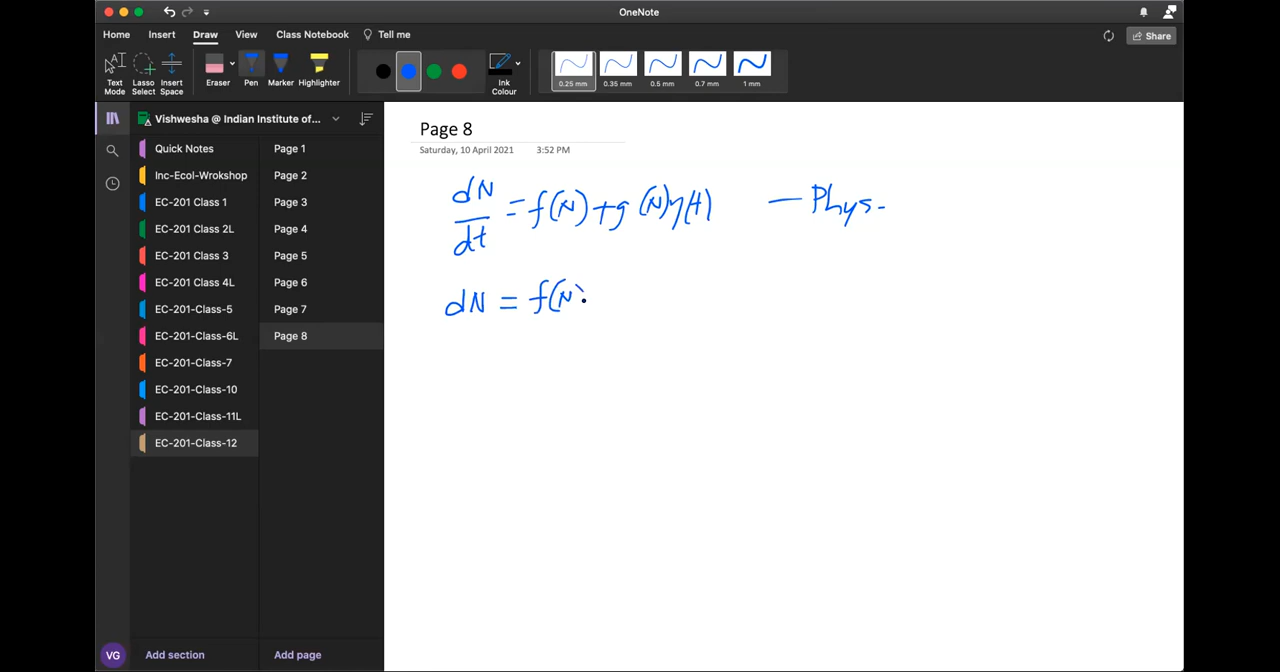 OneNote
Home Insert Draw View Class Notebook Tell me
Share
Text Mode
Lasso Select
Insert Space
Eraser
Pen
Marker
Highlighter
Ink Colour
0.25 mm
0.35 mm
0.5 mm
0.7 mm
1 mm
Vishwesha @ Indian Institute of...
Quick Notes
Inc-Ecol-Wrokshop
EC-201 Class 1
EC-201 Class 2L
EC-201 Class 3
EC-201 Class 4L
EC-201-Class-5
EC-201-Class-6L
EC-201-Class-7
EC-201-Class-10
EC-201-Class-11L
EC-201-Class-12
Page 1
Page 2
Page 3
Page 4
Page 5
Page 6
Page 7
Page 8
Page 8
Saturday, 10 April 2021 3:52 PM
dN/dt = f(N) + g(N)η(t) — Phys.
dN = f(N)
VG
Add section
Add page